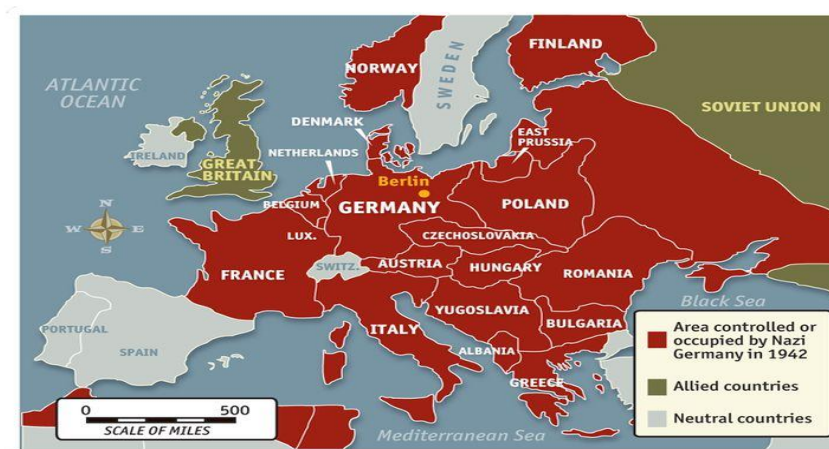 FINLAND
NORWAY
SWEDEN
ATLANTIC
OCEAN
SOVIET UNION
DENMARK
EAST
PRUSSIA
NETHERLANDS
IRELAND
GREAT
BRITAIN
Berlin
BELGIUM
GERMANY
POLAND
N
W E
S
LUX.
CZECHOSLOVAKIA
FRANCE
SWITZ.
AUSTRIA
HUNGARY
ROMANIA
Black Sea
PORTUGAL
SPAIN
ITALY
YUGOSLAVIA
BULGARIA
ALBANIA
GREECE
Area controlled or
occupied by Nazi
Germany in 1942
Allied countries
Neutral countries
0 500
SCALE OF MILES
Mediterranean Sea